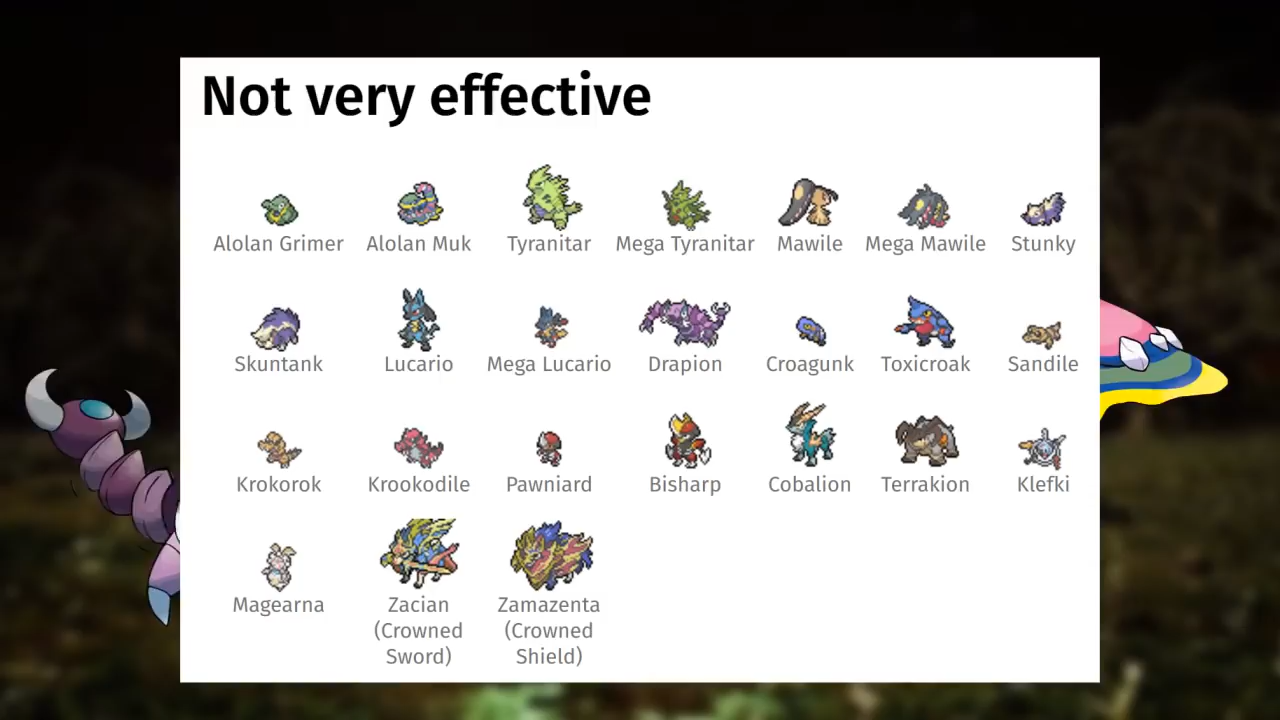 Not very effective
Alolan Grimer Alolan Muk Tyranitar Mega Tyranitar Mawile Mega Mawile Stunky
Skuntank Lucario Mega Lucario Drapion Croagunk Toxicroak Sandile
Krokorok Krookodile Pawniard Bisharp Cobalion Terrakion Klefki
Magearna Zacian Zamazenta
(Crowned (Crowned
Sword) Shield)